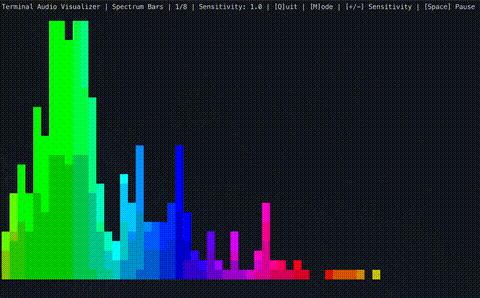 Terminal Audio Visualizer | Spectrum Bars | 1/8 | Sensitivity: 1.0 | [Q]uit | [M]ode | [+/-] Sensitivity | [Space] Pause